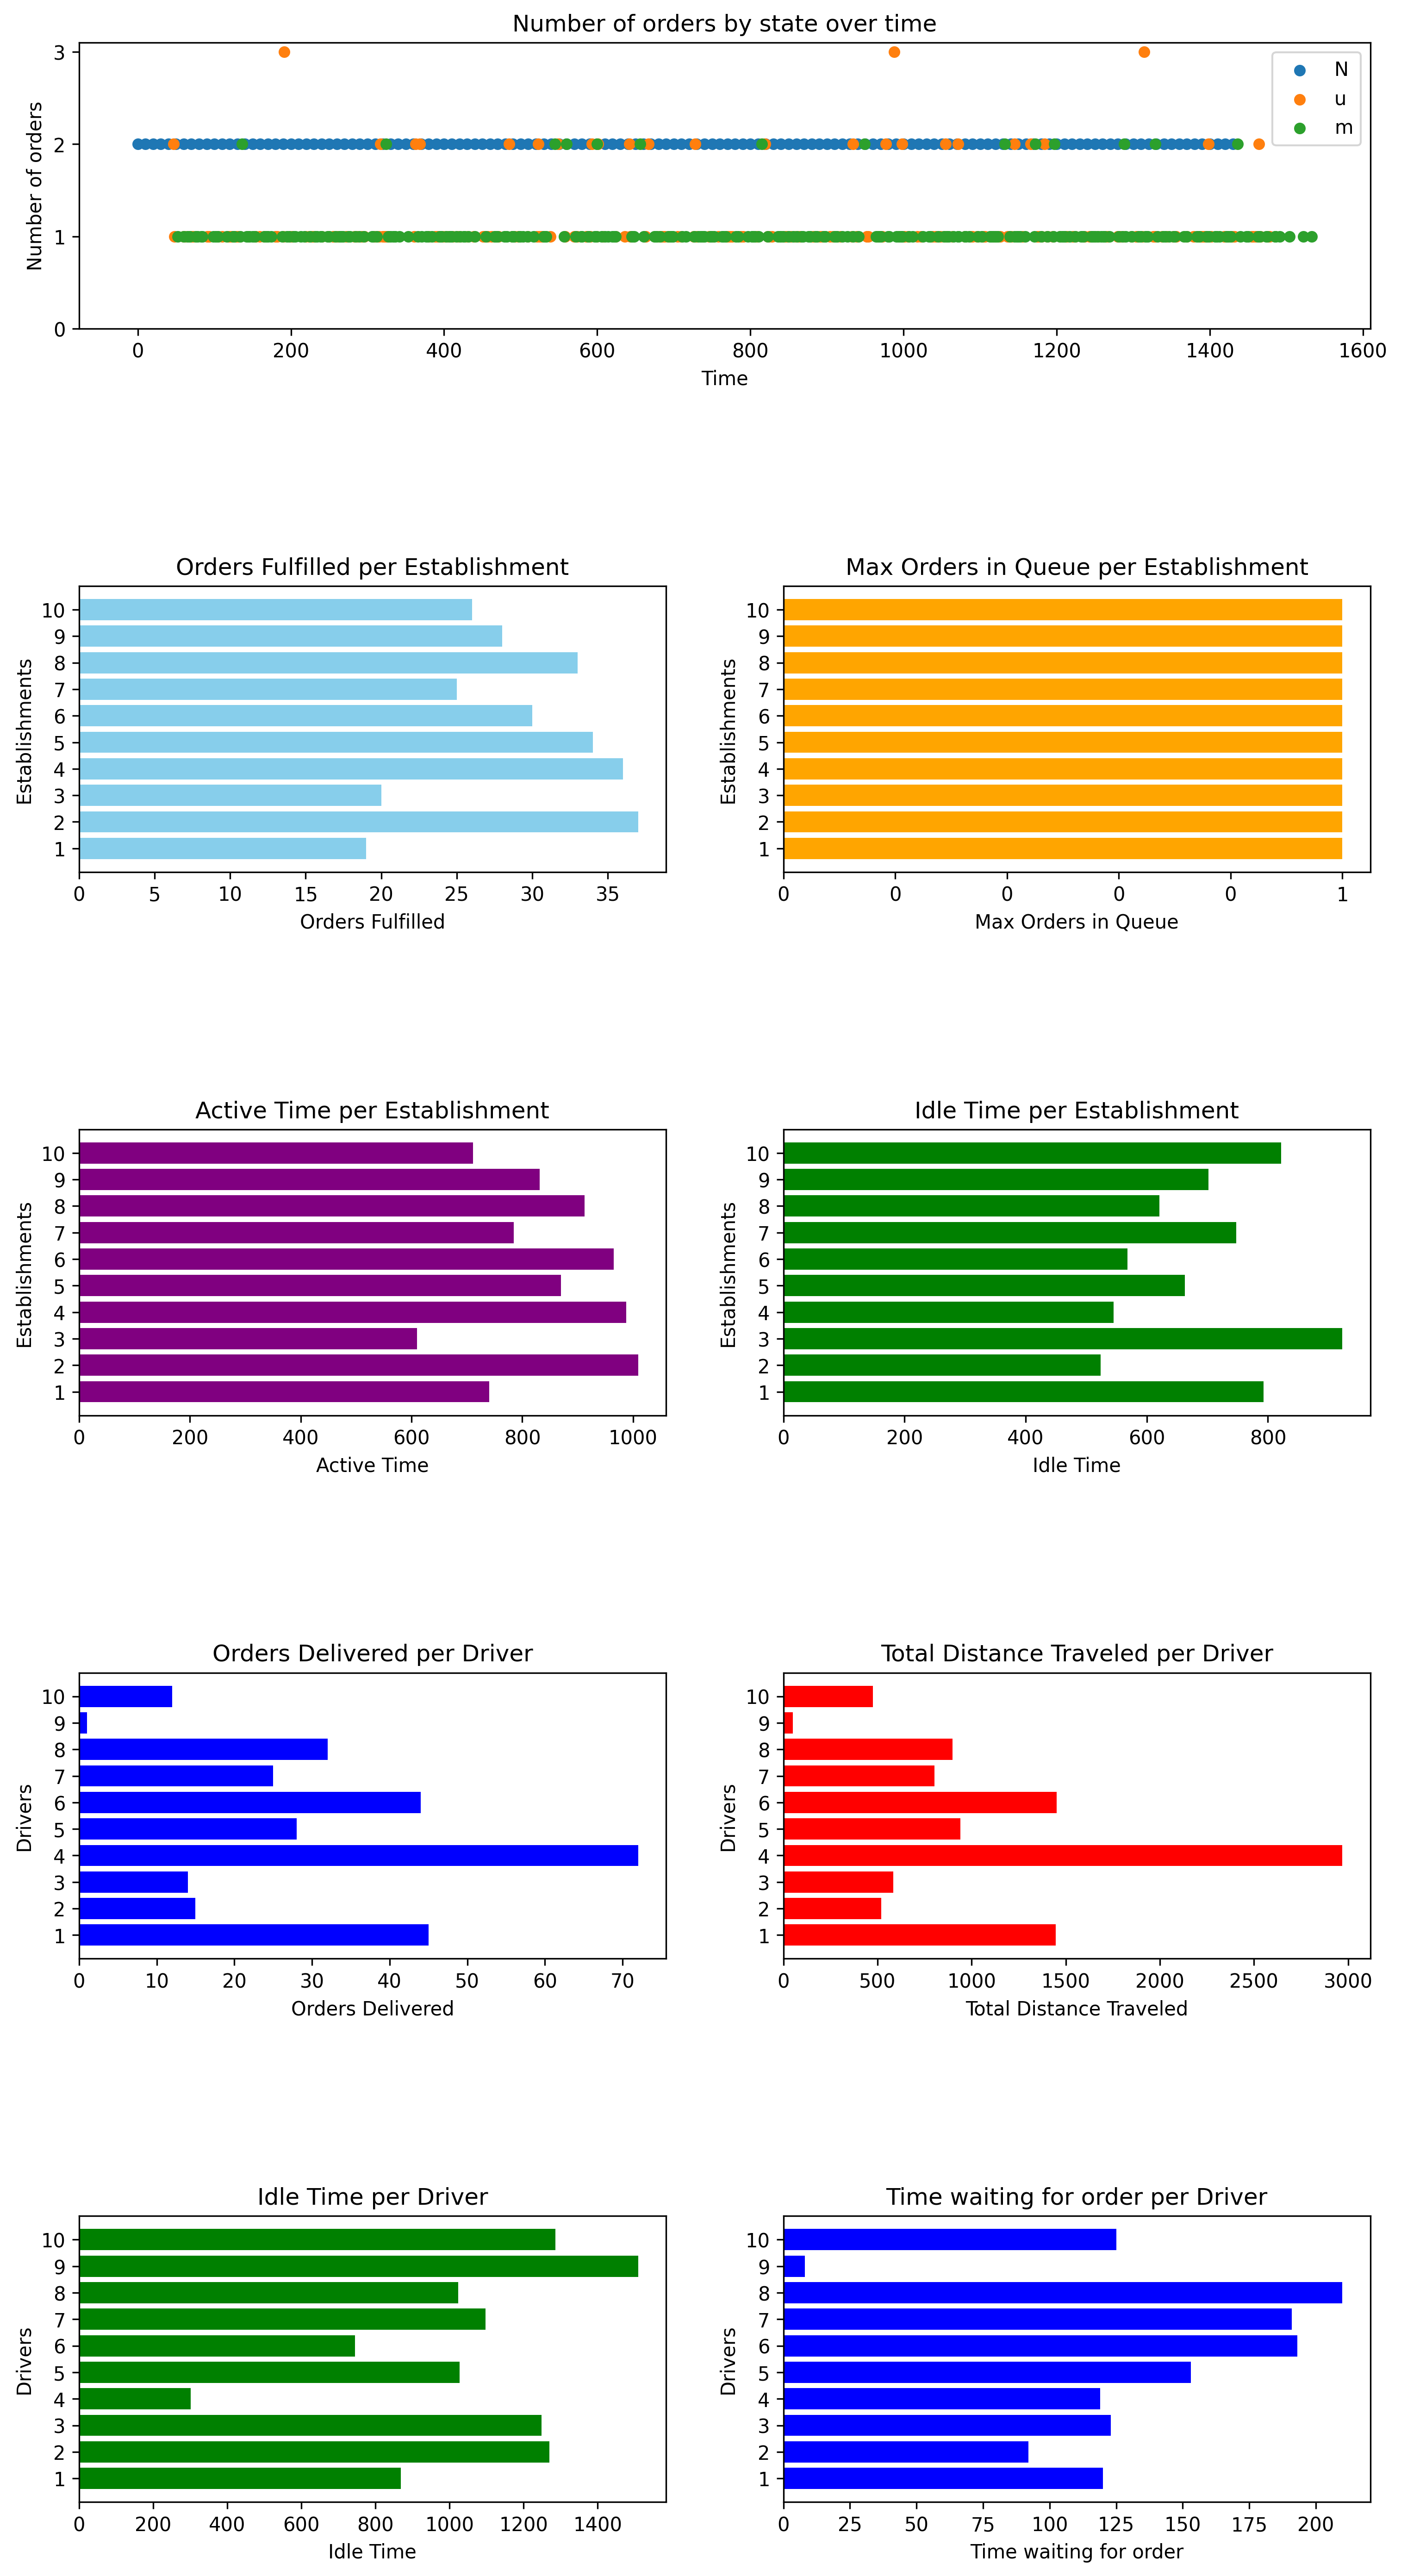 Number of orders by state over time
Number of orders
3
2
1
0
N
u
m
0 200 400 600 800 1000 1200 1400 1600
Time
Orders Fulfilled per Establishment
Establishments
10
9
8
7
6
5
4
3
2
1
0 5 10 15 20 25 30 35
Orders Fulfilled
Max Orders in Queue per Establishment
Establishments
10
9
8
7
6
5
4
3
2
1
0 0 0 0 0 1
Max Orders in Queue
Active Time per Establishment
Establishments
10
9
8
7
6
5
4
3
2
1
0 200 400 600 800 1000
Active Time
Idle Time per Establishment
Establishments
10
9
8
7
6
5
4
3
2
1
0 200 400 600 800
Idle Time
Orders Delivered per Driver
Drivers
10
9
8
7
6
5
4
3
2
1
0 10 20 30 40 50 60 70
Orders Delivered
Total Distance Traveled per Driver
Drivers
10
9
8
7
6
5
4
3
2
1
0 500 1000 1500 2000 2500 3000
Total Distance Traveled
Idle Time per Driver
Drivers
10
9
8
7
6
5
4
3
2
1
0 200 400 600 800 1000 1200 1400
Idle Time
Time waiting for order per Driver
Drivers
10
9
8
7
6
5
4
3
2
1
0 25 50 75 100 125 150 175 200
Time waiting for order